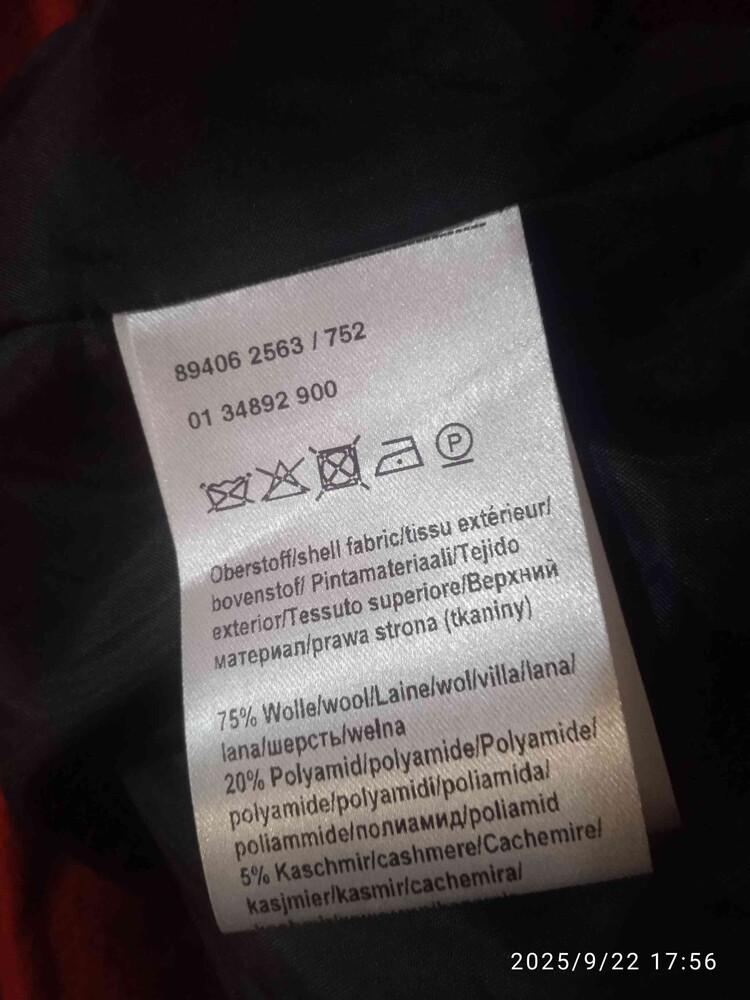 89406 2563 / 752
01 34892 900
P
Oberstoff/shell fabric/tissu extérieur/
bovenstof/ Pintamateriaali/Tejido
exterior/Tessuto superiore/Верхний
материал/prawa strona (tkaniny)
75% Wolle/wool/Laine/wol/villa/lana/
lana/шерсть/wełna
20% Polyamid/polyamide/Polyamide/
polyamide/polyamidi/poliamida/
poliammide/полиамид/poliamid
5% Kaschmir/cashmere/Cachemire/
kasjmier/kasmir/cachemira/
2025/9/22 17:56